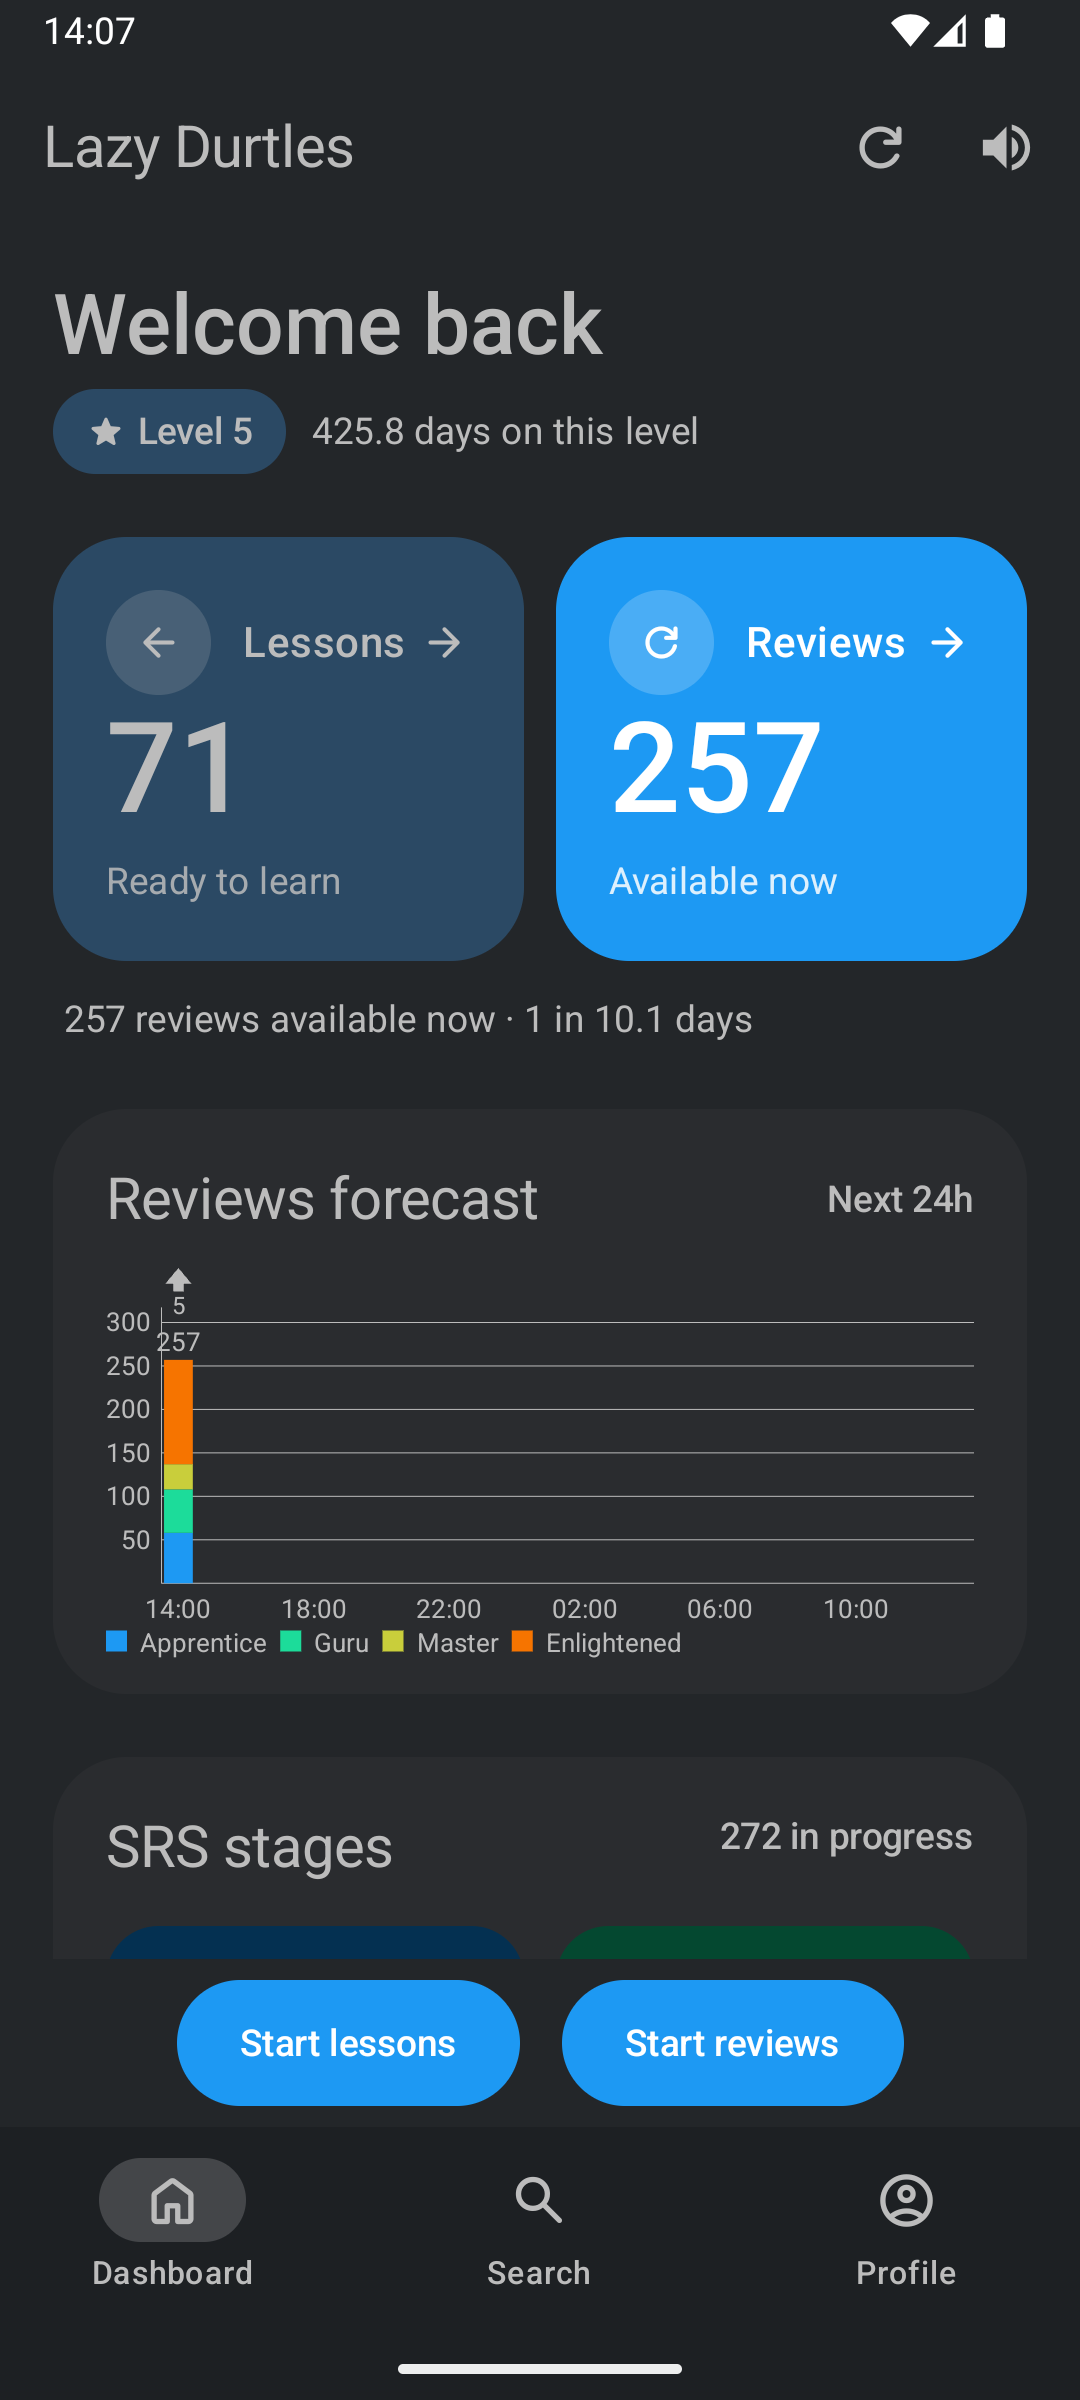 14:07
Lazy Durtles
Welcome back
Level 5 425.8 days on this level
Lessons
71
Ready to learn
Reviews
257
Available now
257 reviews available now · 1 in 10.1 days
Reviews forecast Next 24h
5
300
257
250
200
150
100
50
14:00 18:00 22:00 02:00 06:00 10:00
Apprentice Guru Master Enlightened
SRS stages 272 in progress
Start lessons Start reviews
Dashboard Search Profile